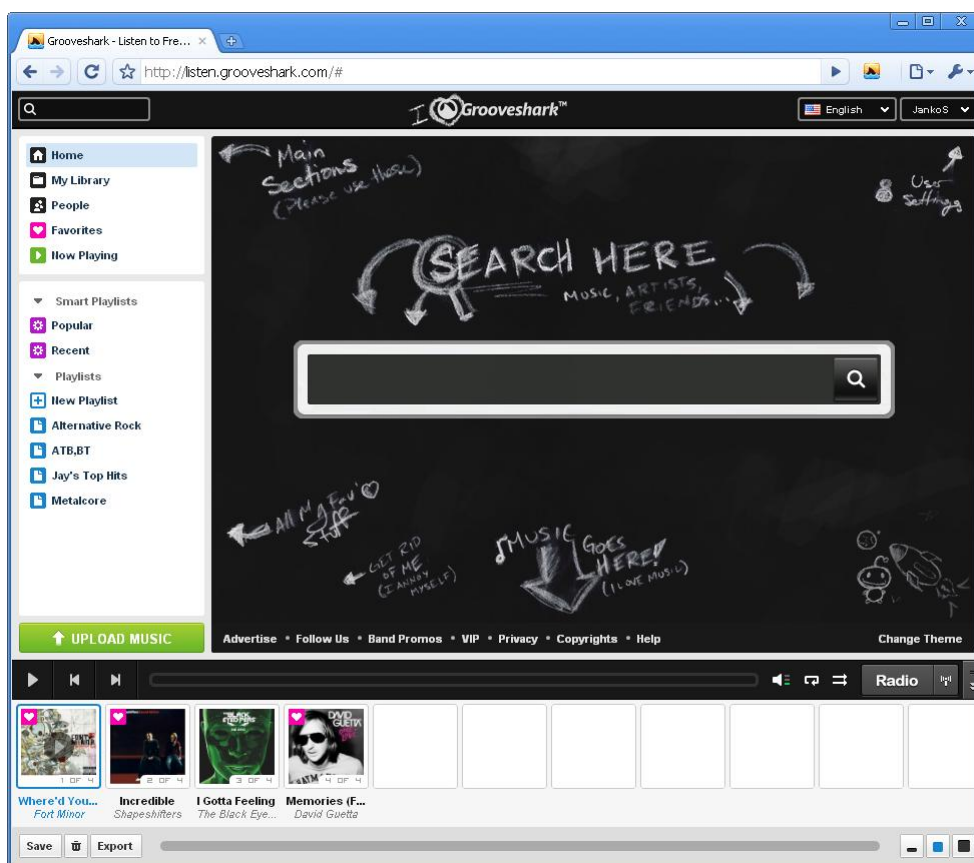 Grooveshark - Listen to Fre...
http://listen.grooveshark.com/#
I Grooveshark™
English
JankoS
Home
My Library
People
Favorites
Now Playing
Smart Playlists
Popular
Recent
Playlists
New Playlist
Alternative Rock
ATB,BT
Jay's Top Hits
Metalcore
UPLOAD MUSIC
Main
Sections
(Please use these)
User
Settings
SEARCH HERE
MUSIC, ARTISTS,
FRIENDS...
All My Fav'
Stuff
GET RID
OF ME
(I ANNOY
MYSELF)
MUSIC GOES
HERE!
(I LOVE MUSIC)
Advertise • Follow Us • Band Promos • VIP • Privacy • Copyrights • Help
Change Theme
Radio
1 OF 4
2 OF 4
BLACK
EYED PEAS
3 OF 4
DAVID
GUETTA
4 OF 4
Where'd You...
Fort Minor
Incredible
Shapeshifters
I Gotta Feeling
The Black Eye...
Memories (F...
David Guetta
Save
Export